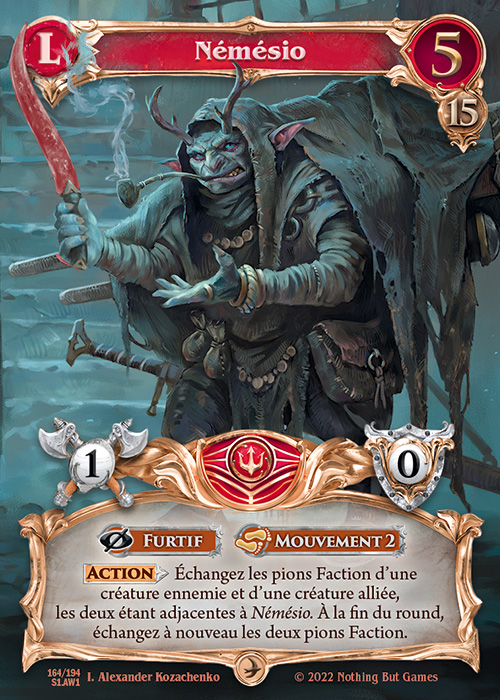 L
Némésio
5
15
1
0
FURTIF MOUVEMENT 2
ACTION Échangez les pions Faction d'une
créature ennemie et d'une créature alliée,
les deux étant adjacentes à Némésio. À la fin du round,
échangez à nouveau les deux pions Faction.
164/194
S1.AW1
I. Alexander Kozachenko
© 2022 Nothing But Games